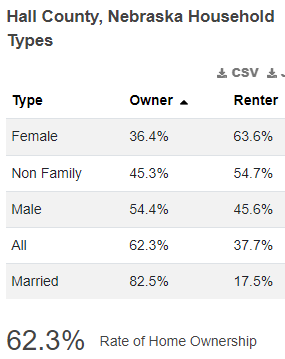 Hall County, Nebraska Household
Types
CSV
Type Owner Renter
Female 36.4% 63.6%
Non Family 45.3% 54.7%
Male 54.4% 45.6%
All 62.3% 37.7%
Married 82.5% 17.5%
62.3% Rate of Home Ownership